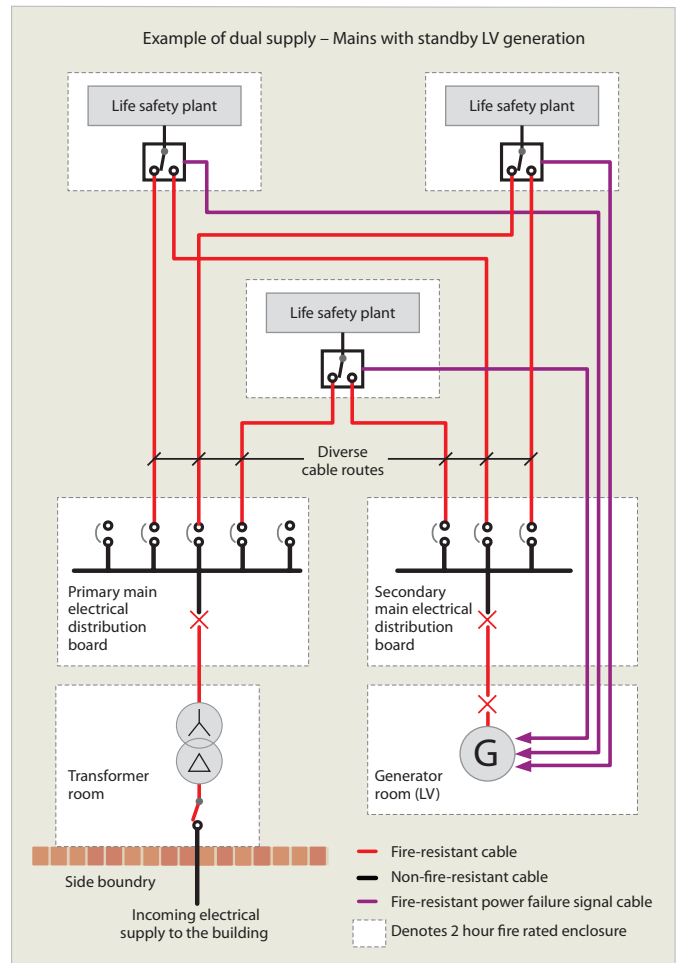 Example of dual supply – Mains with standby LV generation
Life safety plant
Life safety plant
Life safety plant
Diverse
cable routes
Primary main
electrical
distribution
board
Secondary
main electrical
distribution
board
Transformer
room
G
Generator
room (LV)
Side boundry
Incoming electrical
supply to the building
Fire-resistant cable
Non-fire-resistant cable
Fire-resistant power failure signal cable
Denotes 2 hour fire rated enclosure